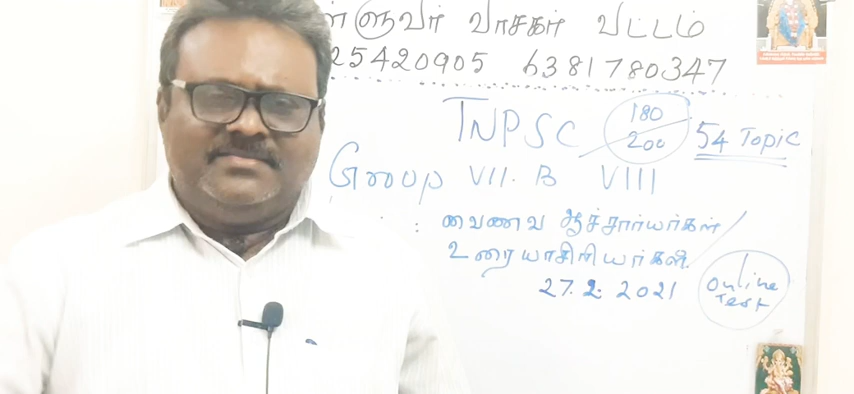 ள்ளுவர் வாசகர் வட்டம்
25420905 6381780347
TNPSC 180/200 54 Topic
Group VII.B VIII
: வைணவ ஆச்சார்யர்கள் /
உரையாசிரியர்கள்.
27.2.2021 Online Test